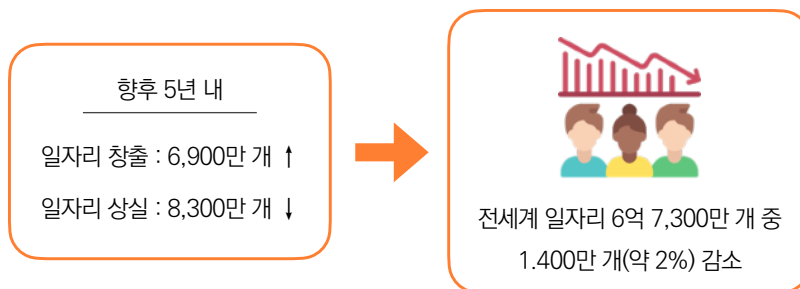 향후 5년 내
일자리 창출 : 6,900만 개 ↑
일자리 상실 : 8,300만 개 ↓
전세계 일자리 6억 7,300만 개 중
1.400만 개(약 2%) 감소